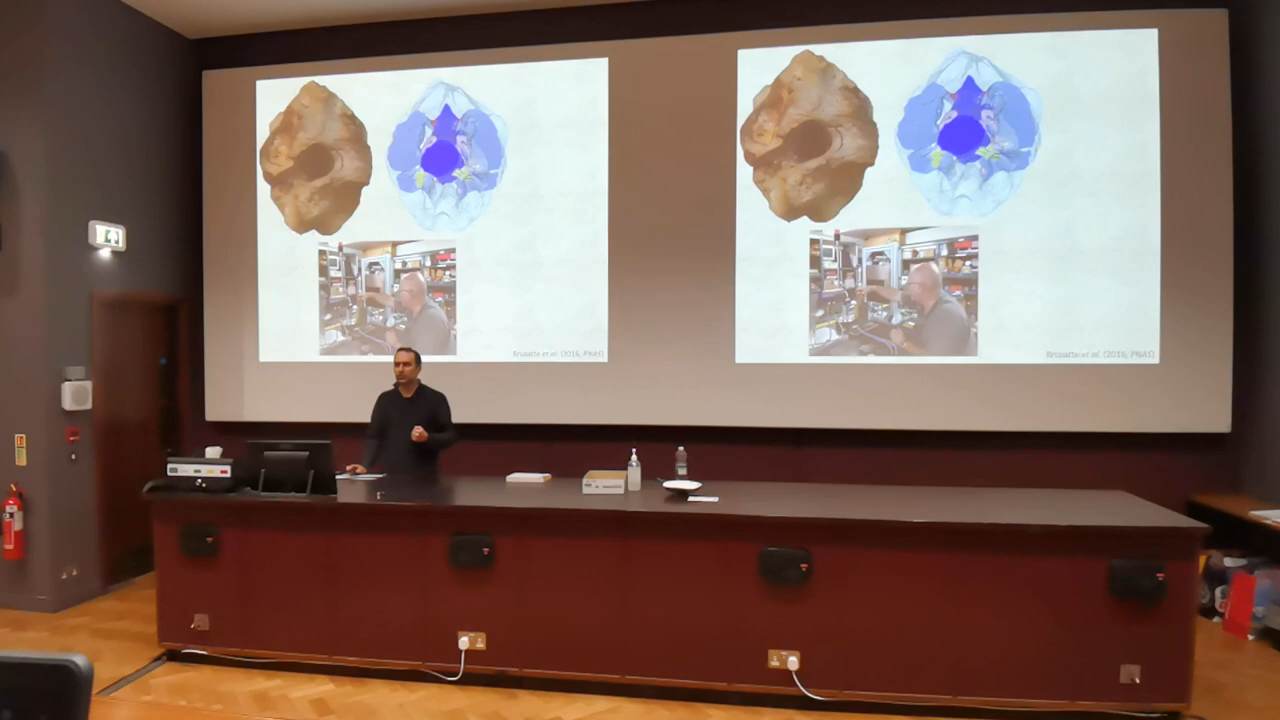 Brusatte et al. (2016, PNAS)
Brusatte et al. (2016, PNAS)